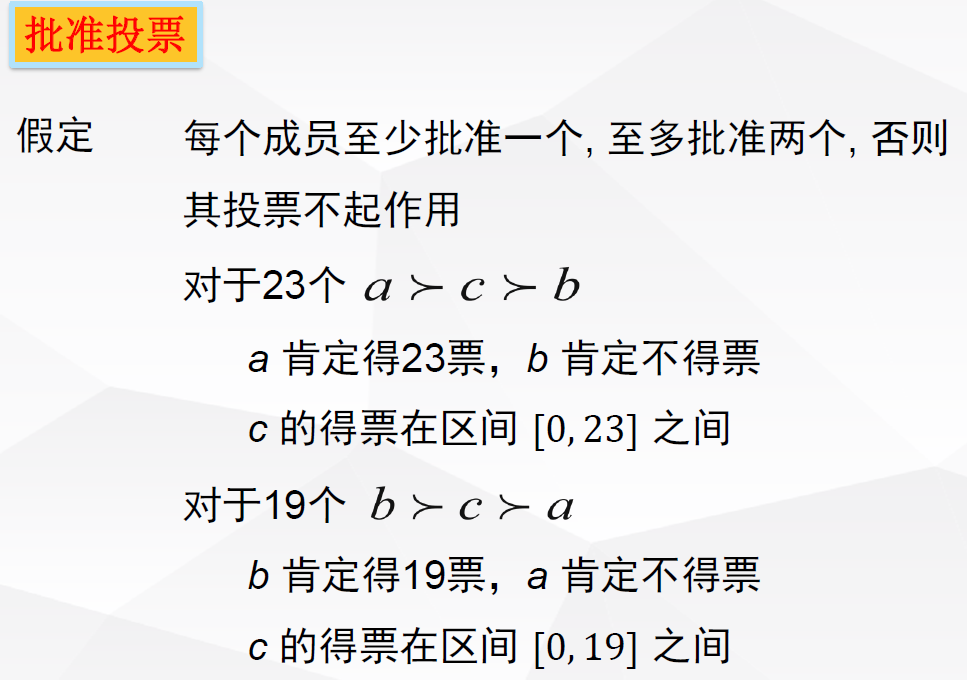 批准投票
假定 每个成员至少批准一个, 至多批准两个, 否则
其投票不起作用
对于23个 a ≻ c ≻ b
a 肯定得23票，b 肯定不得票
c 的得票在区间 [0, 23] 之间
对于19个 b ≻ c ≻ a
b 肯定得19票，a 肯定不得票
c 的得票在区间 [0, 19] 之间